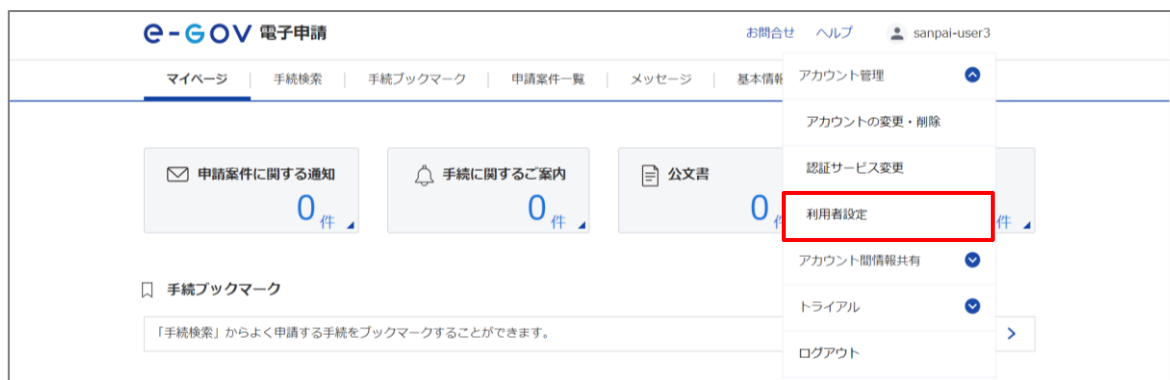 e-GOV 電子申請
お問合せ ヘルプ sanpai-user3
マイページ 手続検索 手続ブックマーク 申請案件一覧 メッセージ 基本情報
アカウント管理
アカウントの変更・削除
認証サービス変更
利用者設定
アカウント間情報共有
トライアル
ログアウト
申請案件に関する通知
0件
手続に関するご案内
0件
公文書
0件
件
手続ブックマーク
「手続検索」からよく申請する手続をブックマークすることができます。